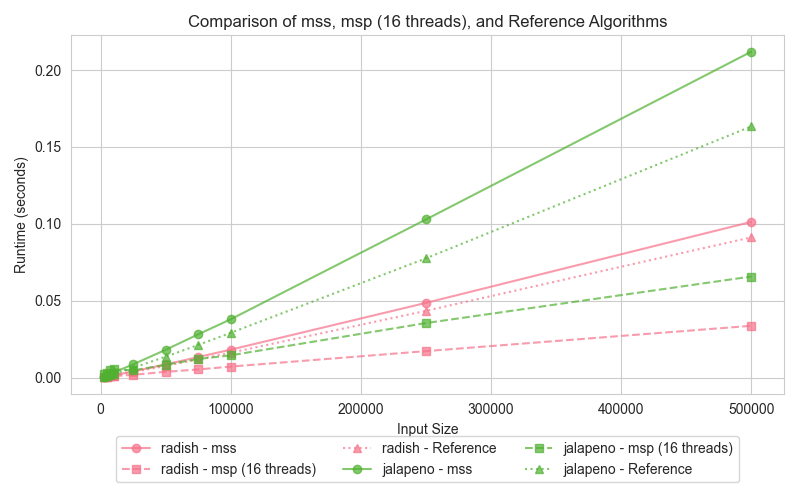 Comparison of mss, msp (16 threads), and Reference Algorithms
Runtime (seconds)
0.20
0.15
0.10
0.05
0.00
0 100000 200000 300000 400000 500000
Input Size
radish - mss radish - Reference jalapeno - msp (16 threads)
radish - msp (16 threads) jalapeno - mss jalapeno - Reference